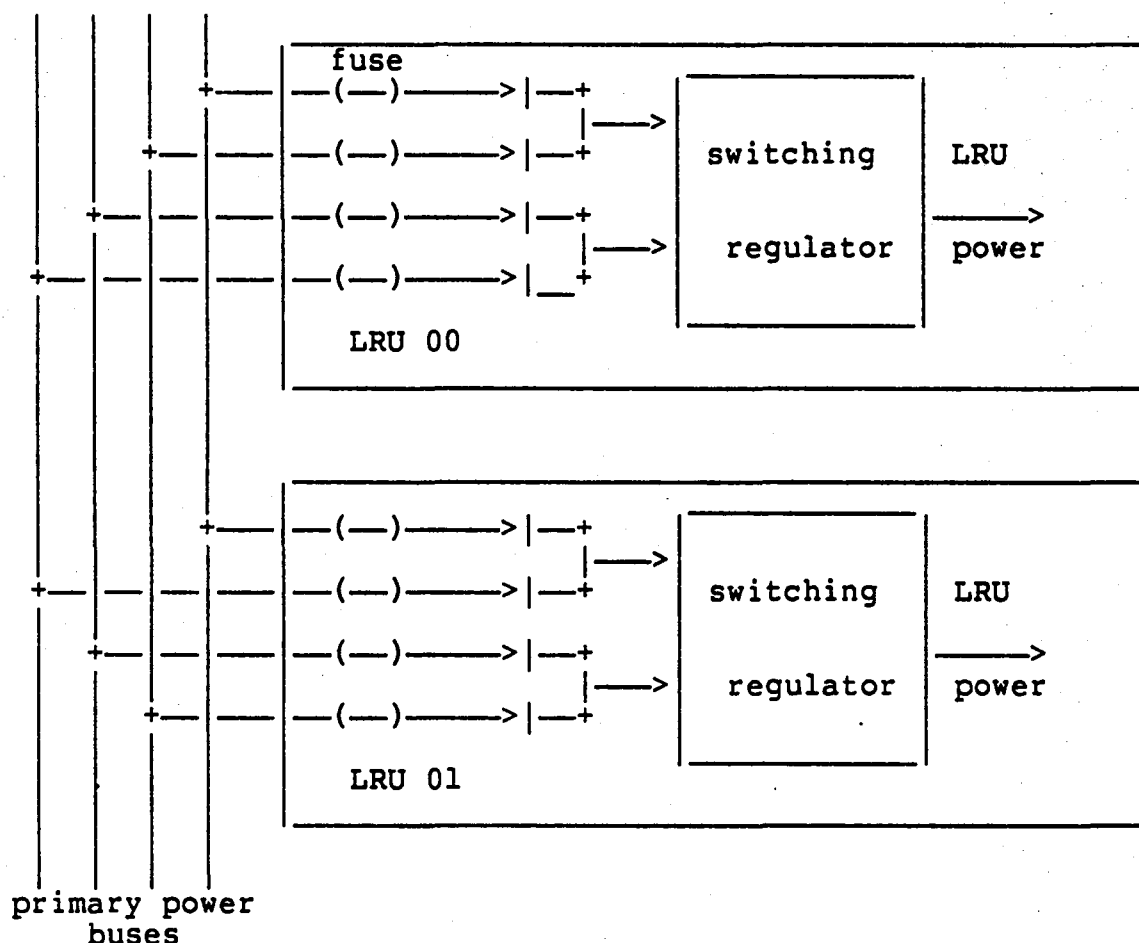 fuse
switching LRU
regulator power
LRU 00
switching LRU
regulator power
LRU 01
primary power
buses